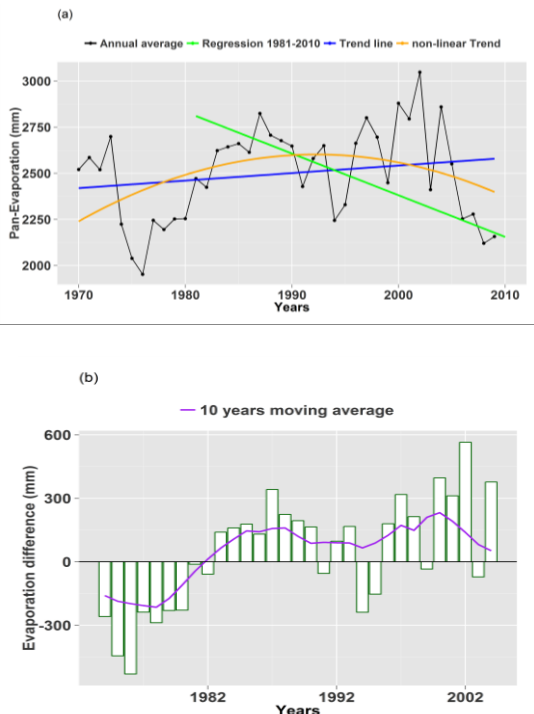 (a)
Annual average Regression 1981-2010 Trend line non-linear Trend
Pan-Evaporation (mm)
3000
2750
2500
2250
2000
1970 1980 1990 2000 2010
Years
(b)
10 years moving average
Evaporation difference (mm)
600
300
0
-300
1982 1992 2002
Years